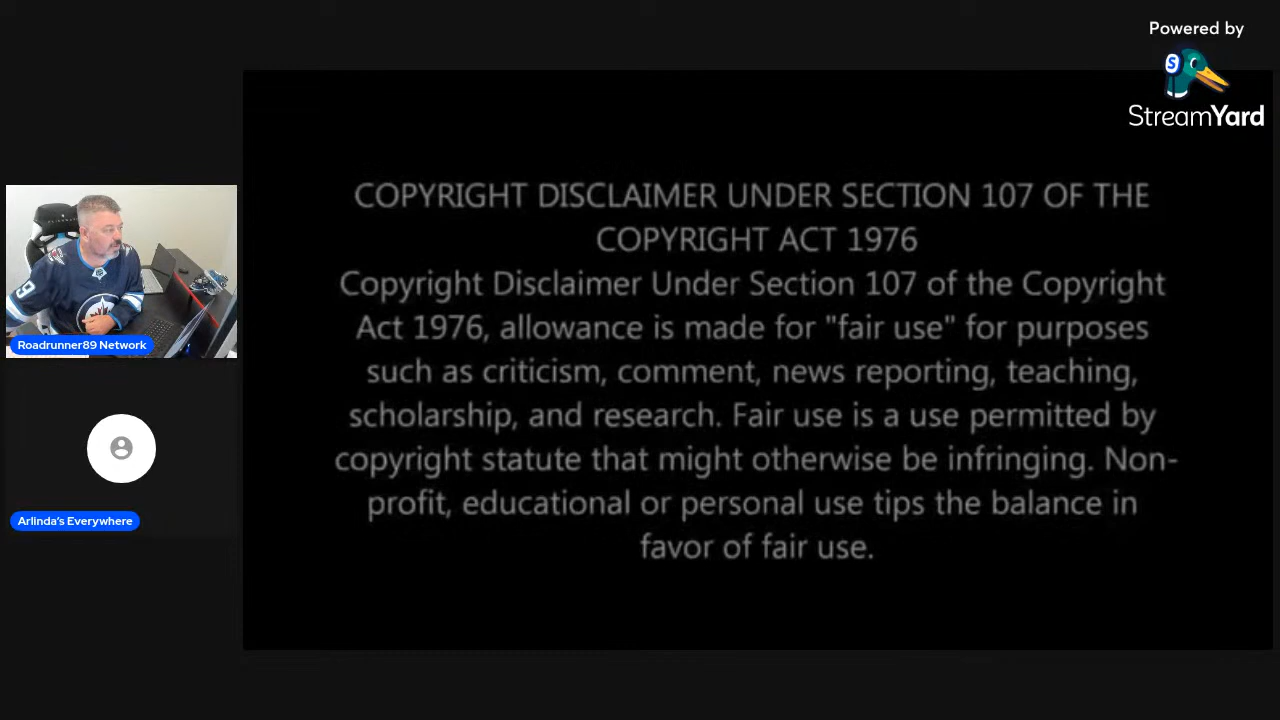 Powered by
StreamYard
COPYRIGHT DISCLAIMER UNDER SECTION 107 OF THE
COPYRIGHT ACT 1976
Copyright Disclaimer Under Section 107 of the Copyright
Act 1976, allowance is made for "fair use" for purposes
such as criticism, comment, news reporting, teaching,
scholarship, and research. Fair use is a use permitted by
copyright statute that might otherwise be infringing. Non-
profit, educational or personal use tips the balance in
favor of fair use.
9
Roadrunner89 Network
Arlinda's Everywhere
S